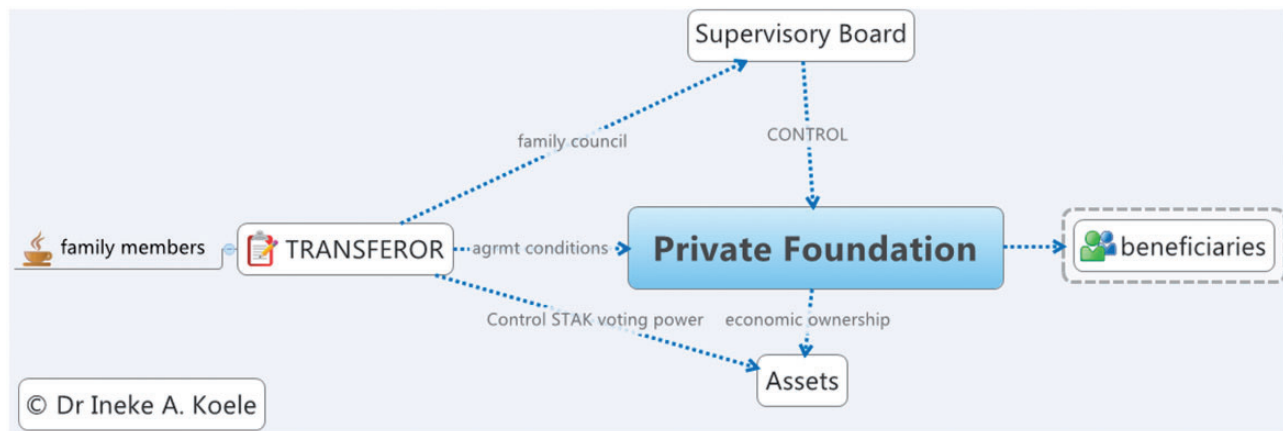 Supervisory Board
family council
CONTROL
family members
TRANSFEROR
agrmt conditions
Private Foundation
beneficiaries
Control STAK voting power
economic ownership
Assets
© Dr Ineke A. Koele